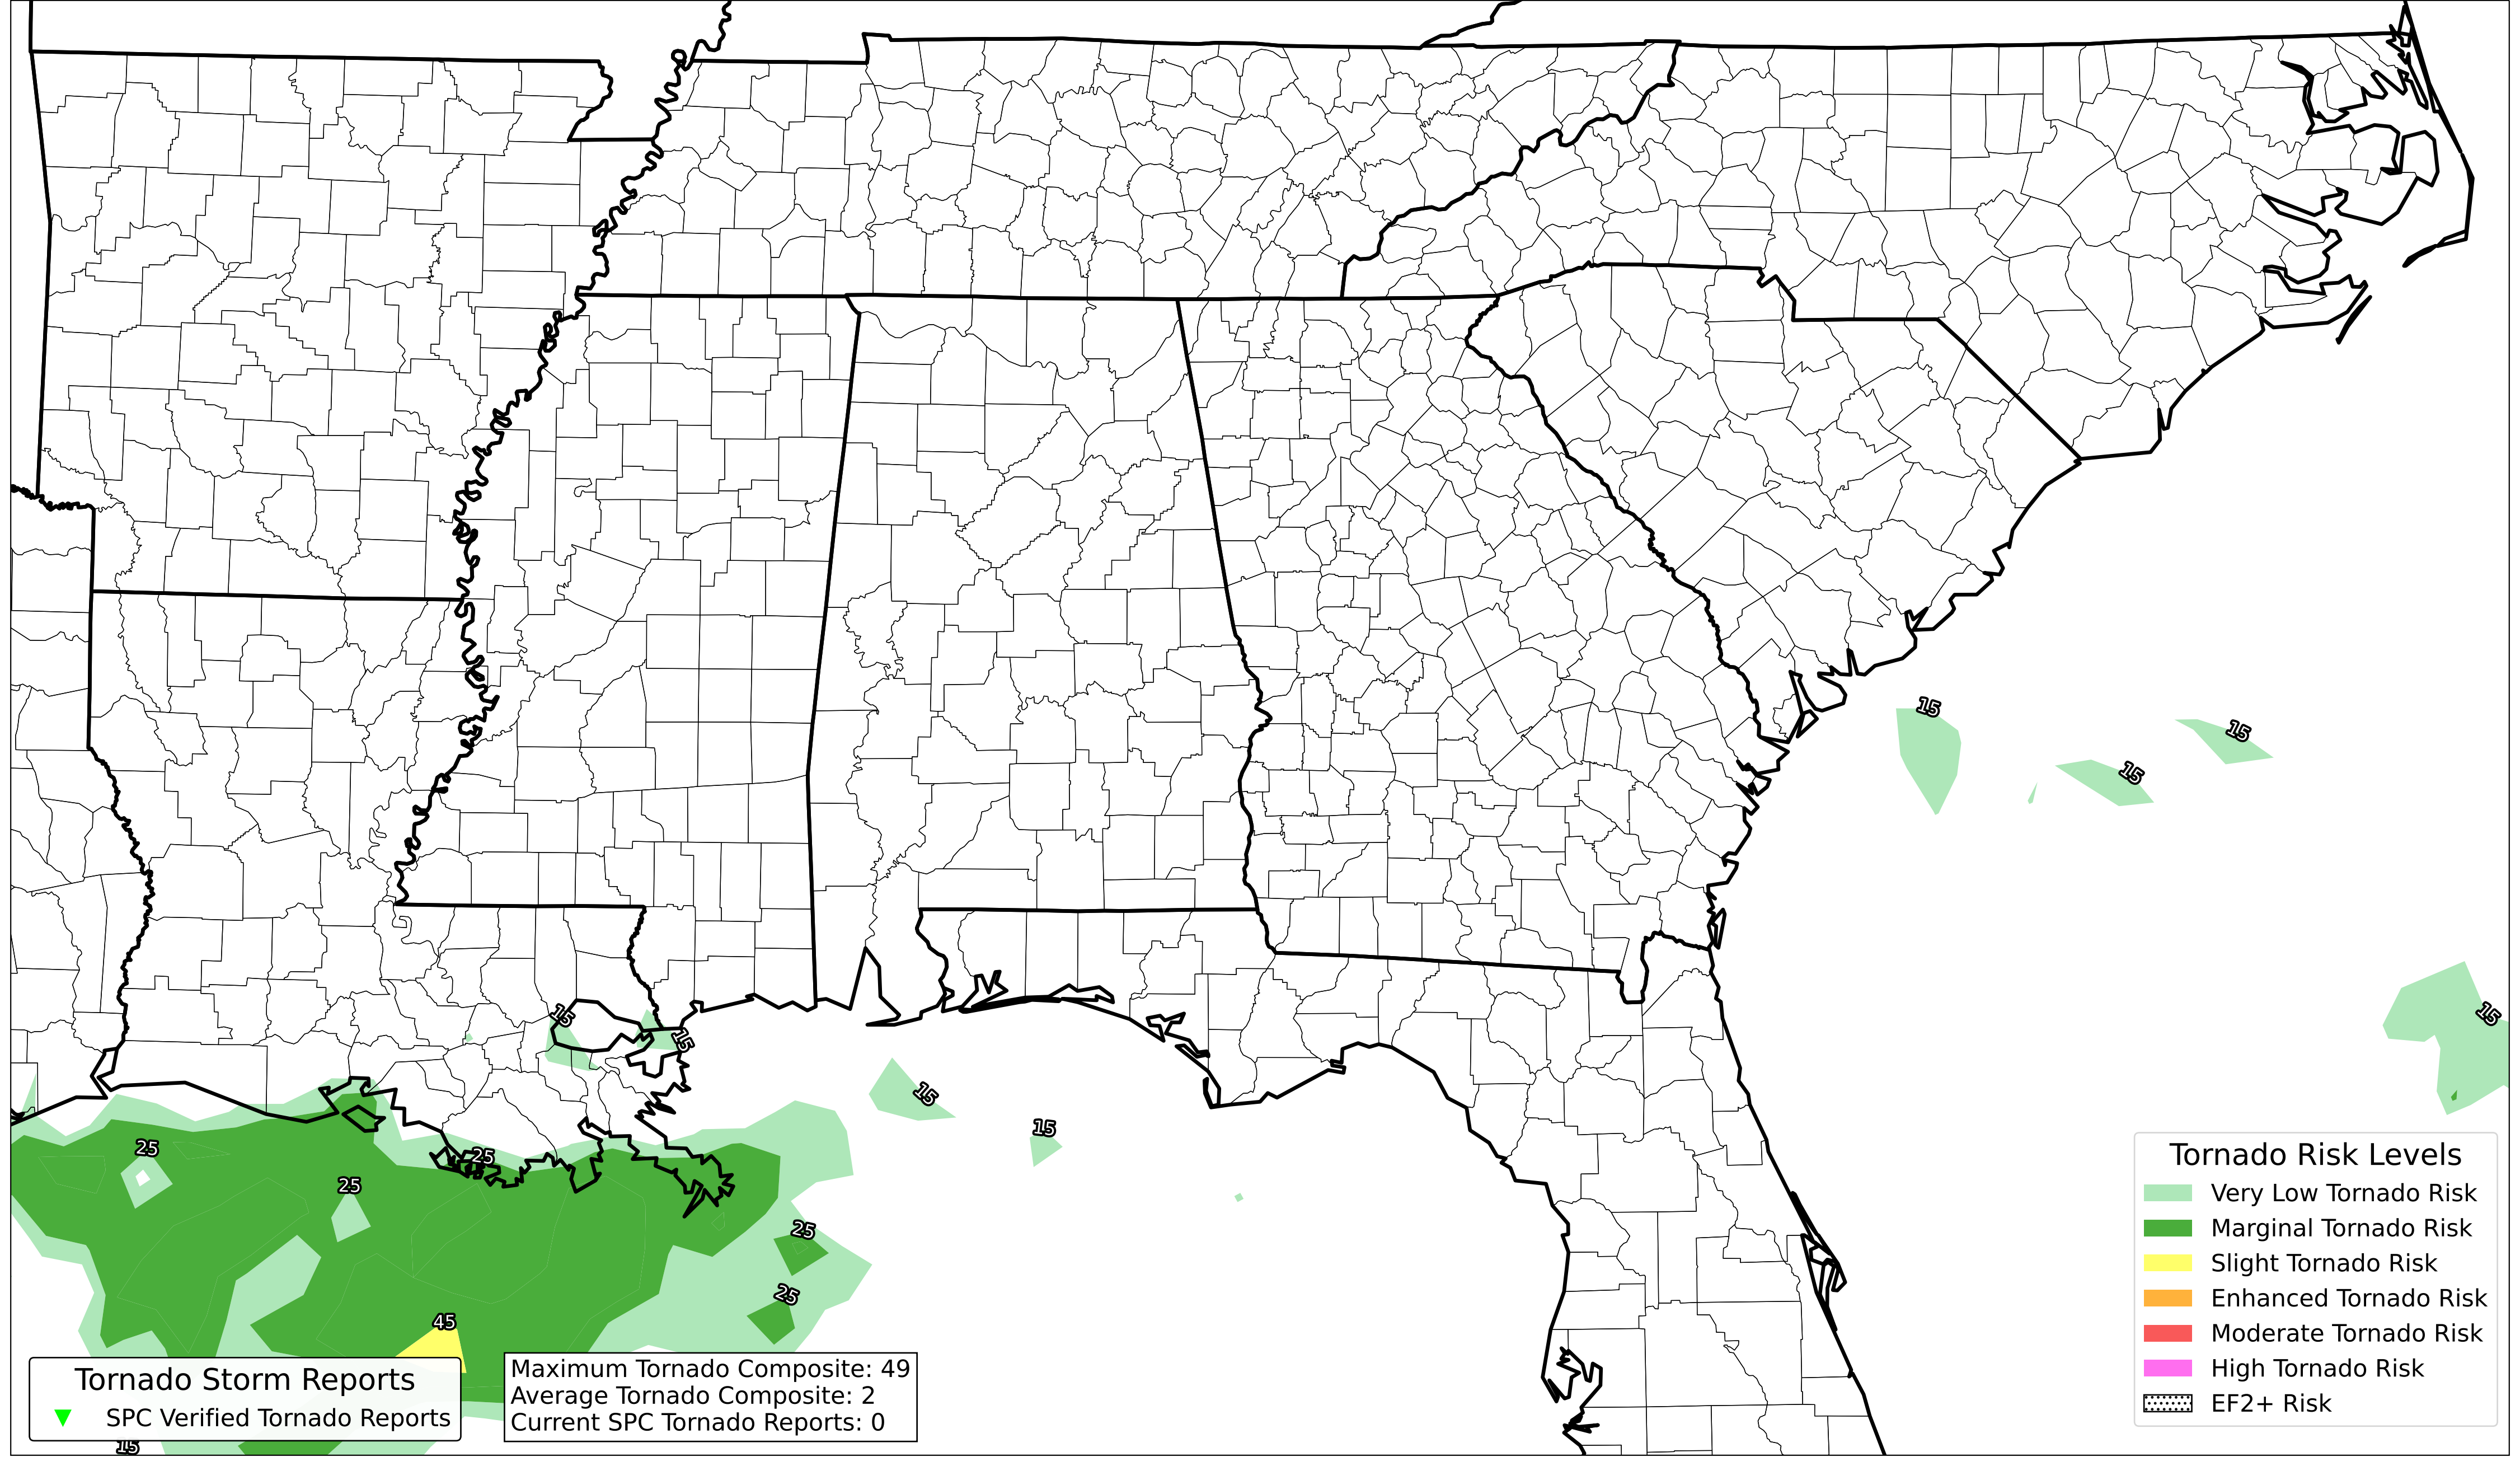 15
15
15
15
15
15
15
15
25
25
25
25
25
45
15
Tornado Storm Reports
SPC Verified Tornado Reports
Maximum Tornado Composite: 49
Average Tornado Composite: 2
Current SPC Tornado Reports: 0
Tornado Risk Levels
Very Low Tornado Risk
Marginal Tornado Risk
Slight Tornado Risk
Enhanced Tornado Risk
Moderate Tornado Risk
High Tornado Risk
EF2+ Risk